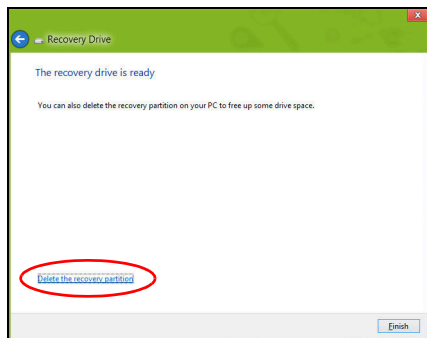 Recovery Drive
The recovery drive is ready
You can also delete the recovery partition on your PC to free up some drive space.
Delete the recovery partition
Finish